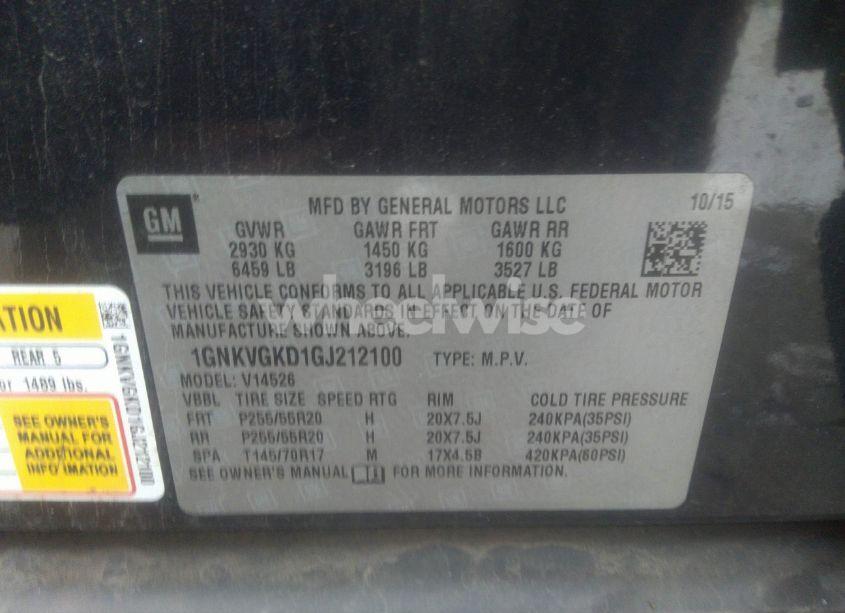 GM
MFD BY GENERAL MOTORS LLC 10/15
GVWR GAWR FRT GAWR RR
2930 KG 1450 KG 1600 KG
6459 LB 3196 LB 3527 LB
THIS VEHICLE CONFORMS TO ALL APPLICABLE U.S. FEDERAL MOTOR
VEHICLE SAFETY STANDARDS IN EFFECT ON THE DATE OF
MANUFACTURE SHOWN ABOVE.
1GNKVGKD1GJ212100 TYPE: M.P.V.
MODEL: V14526
VBBL TIRE SIZE SPEED RTG RIM COLD TIRE PRESSURE
FRT P255/55R20 H 20X7.5J 240KPA(35PSI)
RR P255/55R20 H 20X7.5J 240KPA(35PSI)
SPA T145/70R17 M 17X4.5B 420KPA(60PSI)
SEE OWNER'S MANUAL FOR MORE INFORMATION.
wheelwise
ATION
REAR 5
or 1489 lbs.
SEE OWNER'S
MANUAL FOR
ADDITIONAL
INFORMATION
1GNKVGKD1GJ212100